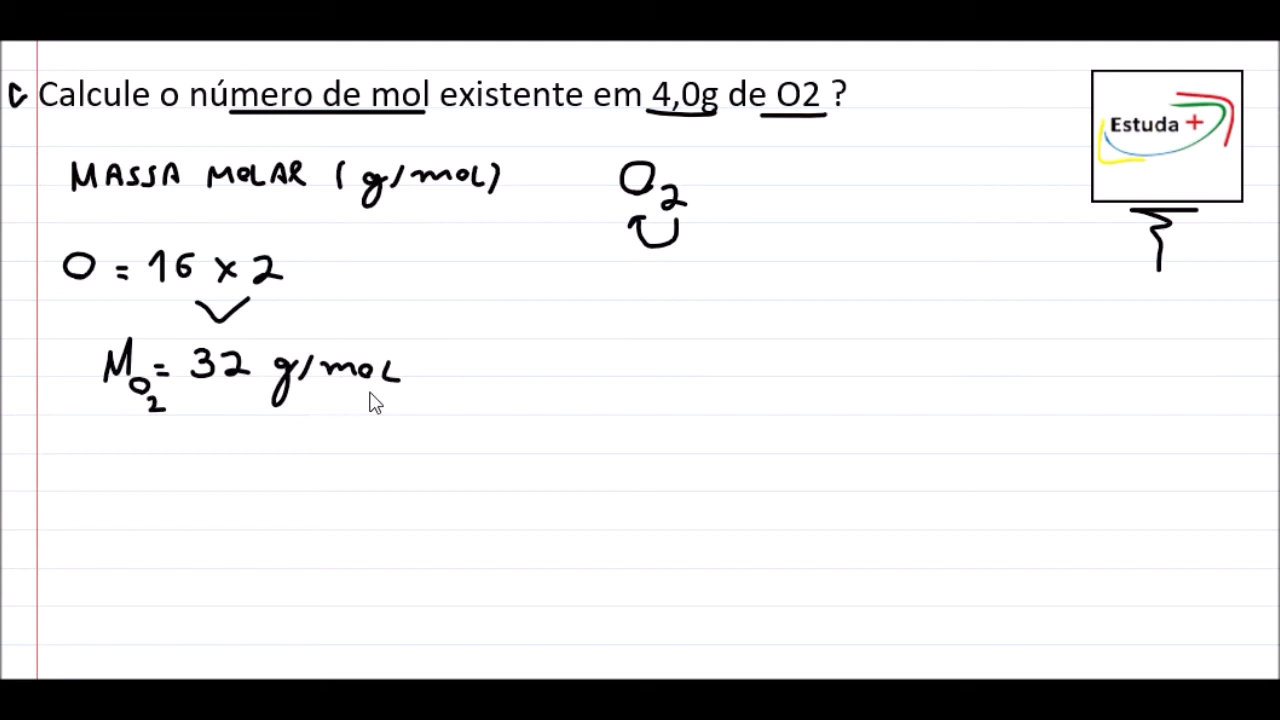 Calcule o número de mol existente em 4,0g de O2 ?
Estuda +
MASSA MOLAR (g/mol)
O₂
O = 16 x 2
M_O₂ = 32 g/mol